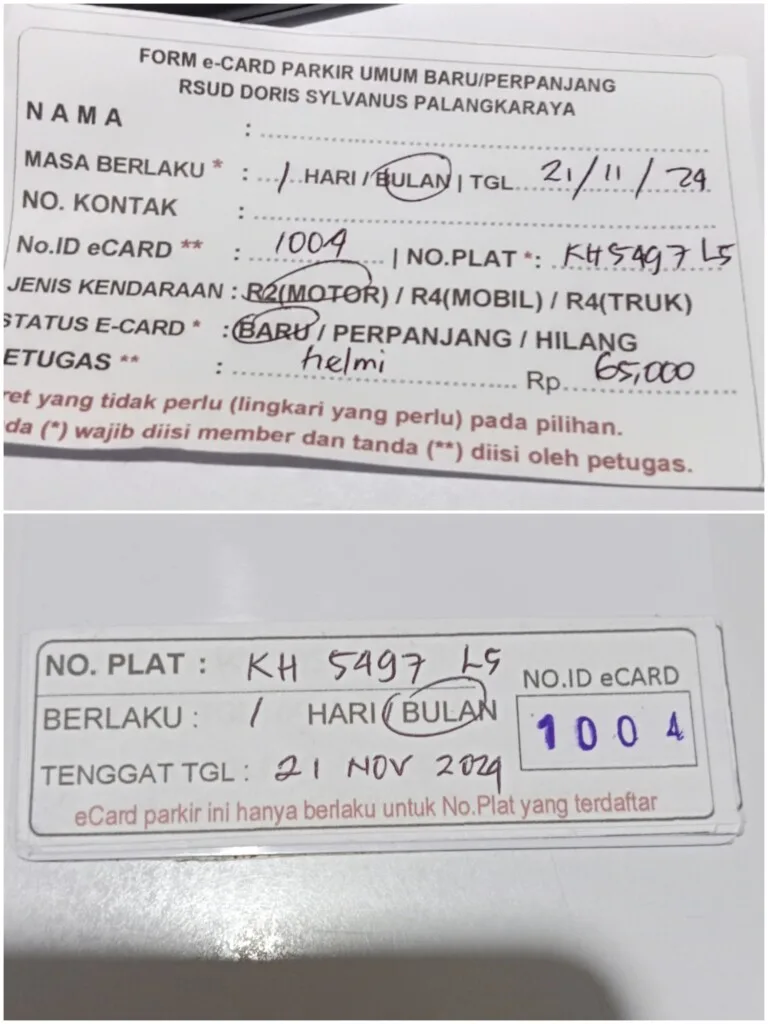 FORM e-CARD PARKIR UMUM BARU/PERPANJANG
RSUD DORIS SYLVANUS PALANGKARAYA
NAMA :
MASA BERLAKU * : 1 HARI / BULAN | TGL 21/11/24
NO. KONTAK :
No.ID eCARD ** : 1004 | NO.PLAT *: KH 5497 LS
JENIS KENDARAAN : R2(MOTOR) / R4(MOBIL) / R4(TRUK)
STATUS E-CARD * : BARU / PERPANJANG / HILANG
ETUGAS ** : helmi Rp. 65,000
ret yang tidak perlu (lingkari yang perlu) pada pilihan.
da (*) wajib diisi member dan tanda (**) diisi oleh petugas.
NO. PLAT : KH 5497 LS
NO.ID eCARD
BERLAKU : 1 HARI / BULAN
1004
TENGGAT TGL : 21 NOV 2024
eCard parkir ini hanya berlaku untuk No.Plat yang terdaftar